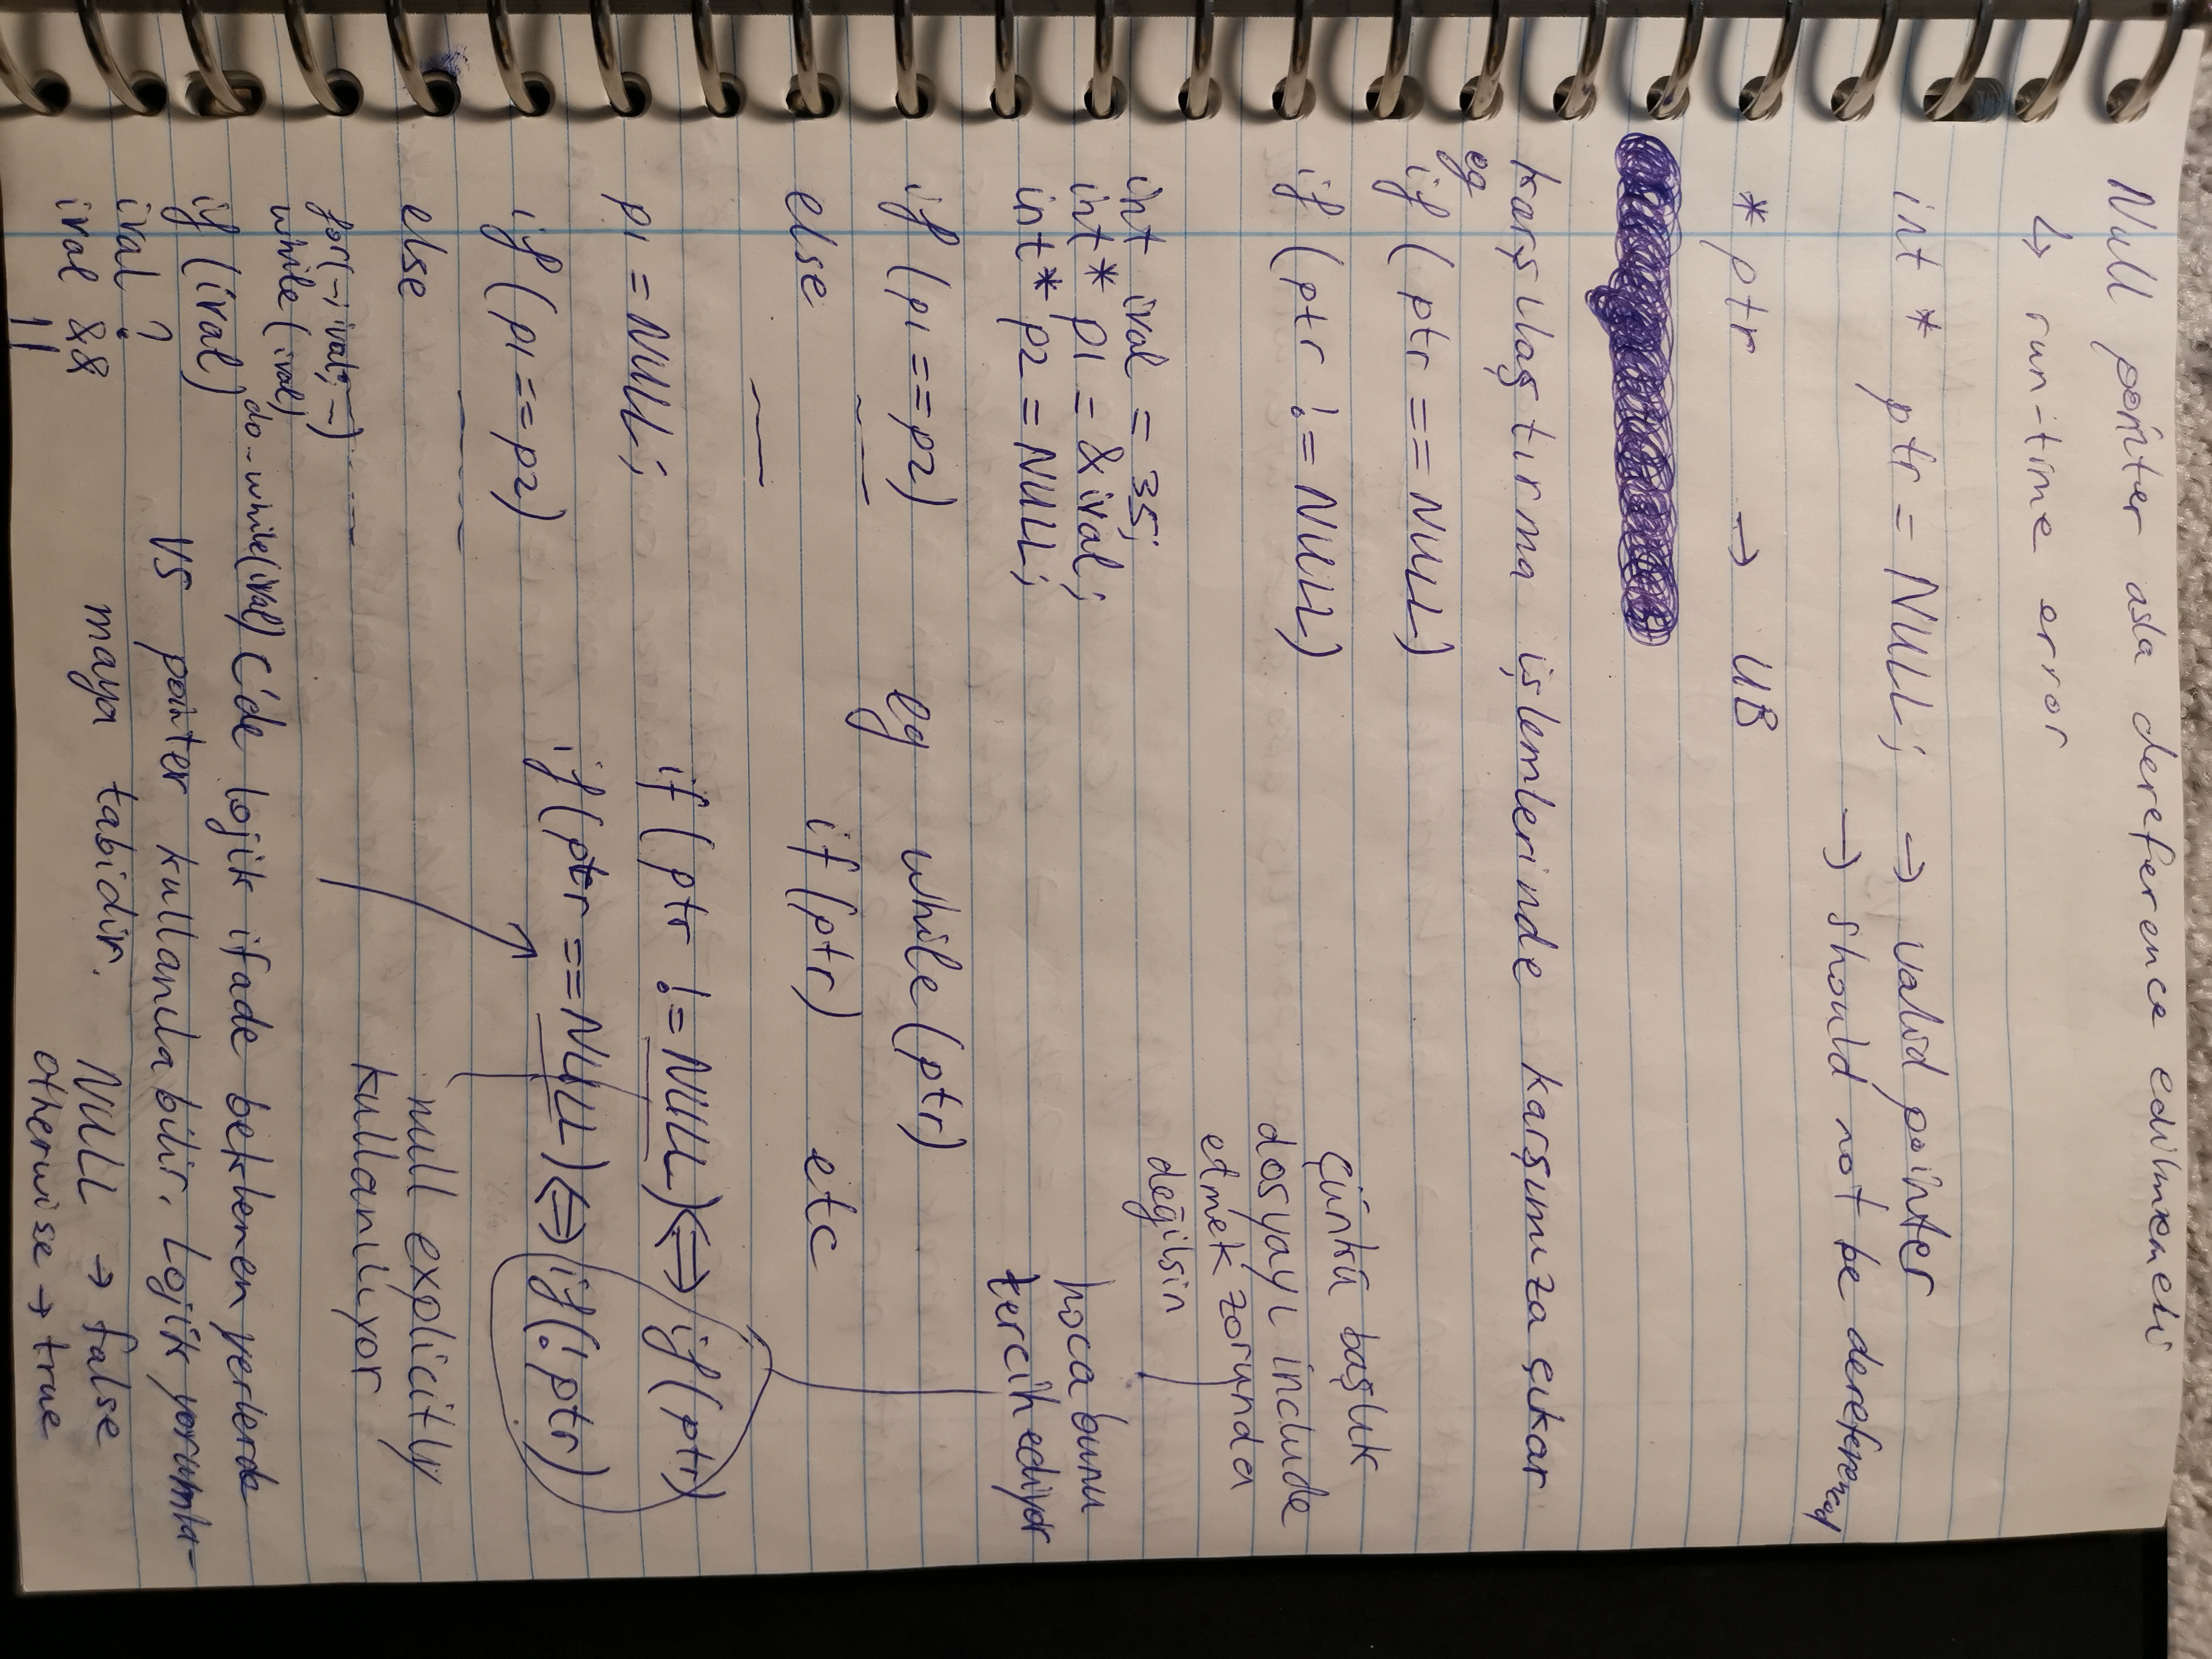 Null pointer asla dereference edilmemeli
↳ run-time error
int * ptr = NULL; → valid pointer
→ should not be dereferenced
* ptr → UB
karşılaştırma işlemlerinde karşımıza çıkar
eg
if ( ptr == NULL)
if (ptr != NULL)
çünkü başlık
dosyayı include
etmek zorunda
değilsin
hoca bunu
tercih ediyor
int ival = 35;
int* p1 = &ival;
int* p2 = NULL;
if (p1==p2)
else
eg while(ptr)
if(ptr) etc
p1 = NULL;
if (p1==p2)
else
if ( ptr != NULL) ⇔ if (ptr)
if(ptr == NULL) ⇔ if(! ptr)
null explicitly
kullanılıyor
for(-; ival; -)
while (ival)
do-while(ival)
if (ival)
ival ?
ival &&
||
C'de lojik ifade beklenen yerlerde
VS pointer kullanılabilir. Lojik yorumla-
maya tabidir. NULL → false
otherwise → true